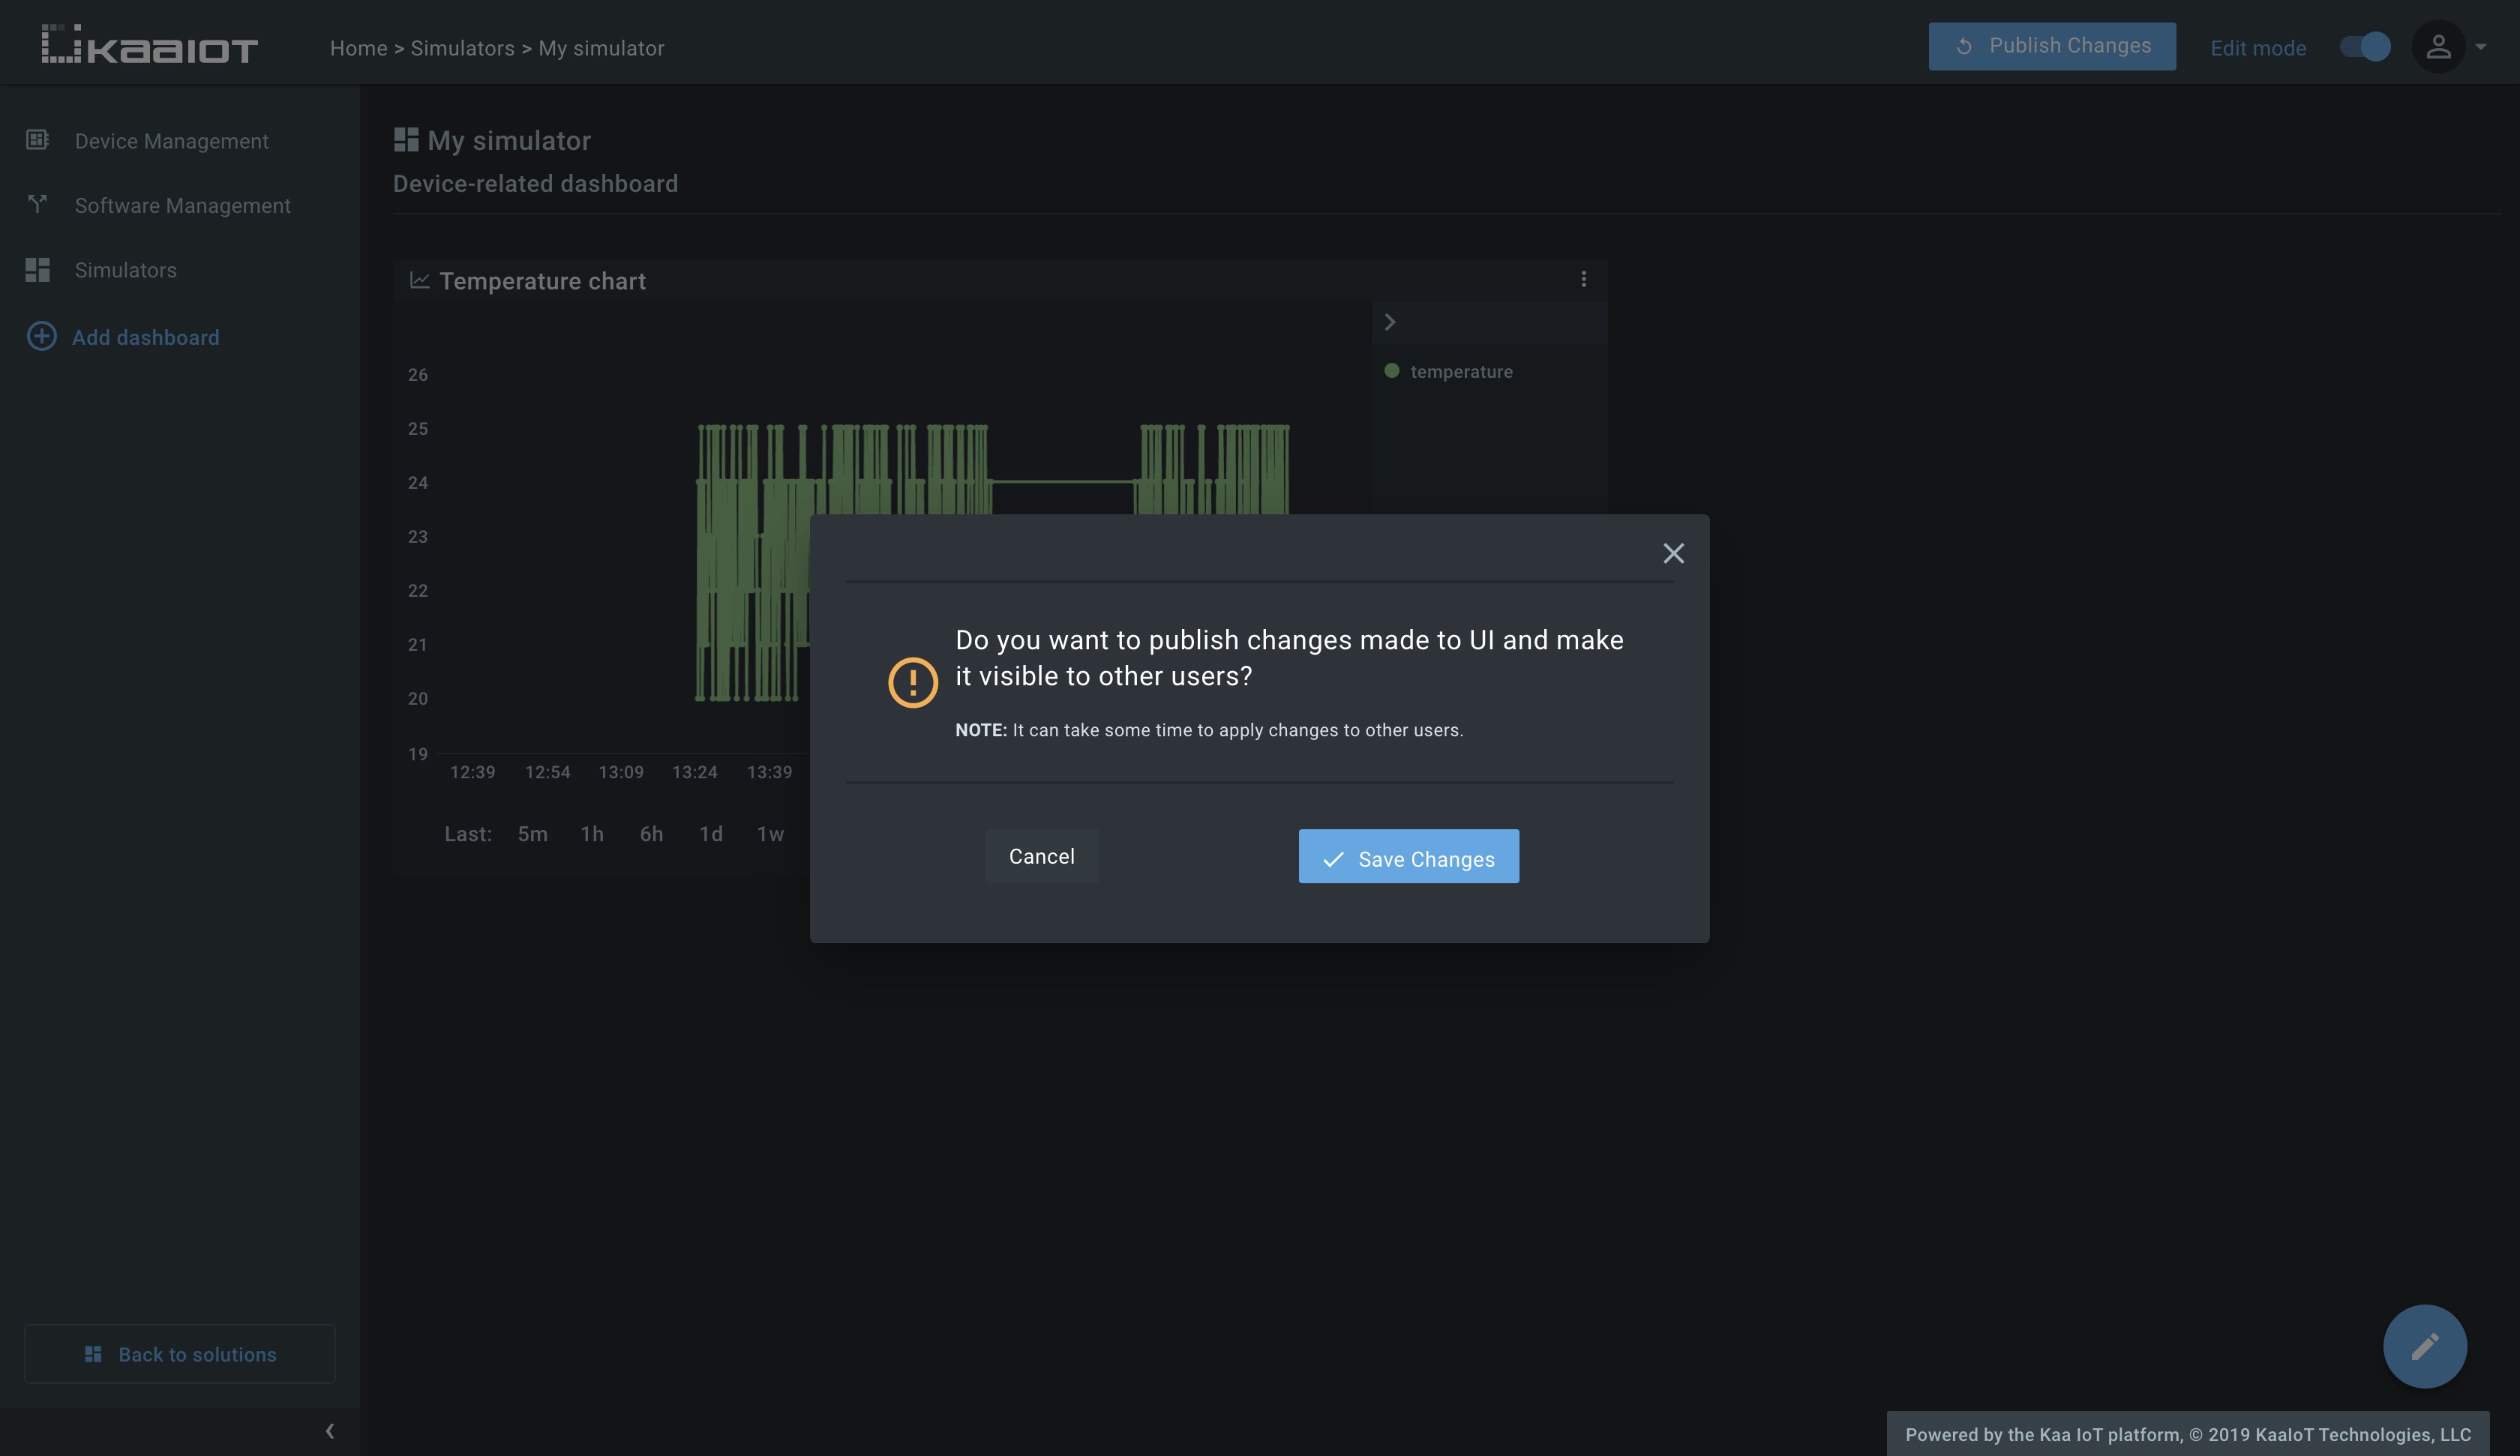 kaaIoT
Home > Simulators > My simulator
Publish Changes
Edit mode
Device Management
Software Management
Simulators
Add dashboard
My simulator
Device-related dashboard
Temperature chart
temperature
26
25
24
23
22
21
20
19
12:39 12:54 13:09 13:24 13:39
Last: 5m 1h 6h 1d 1w
Do you want to publish changes made to UI and make
it visible to other users?
NOTE: It can take some time to apply changes to other users.
Cancel
Save Changes
Back to solutions
Powered by the Kaa IoT platform, © 2019 KaaIoT Technologies, LLC